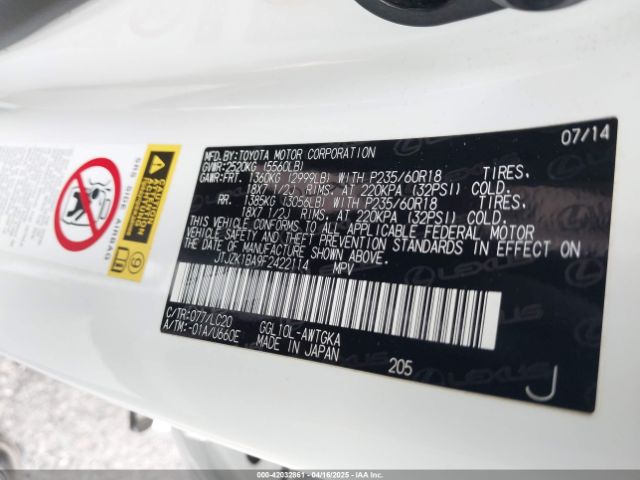 07/14
MFD.BY:TOYOTA MOTOR CORPORATION
GVWR:2520KG (5560LB)
GAWR:FRT. 1360KG (2999LB) WITH P235/60R18 TIRES.
18X7 1/2J RIMS. AT 220KPA (32PSI) COLD.
RR. 1385KG (3056LB) WITH P235/60R18 TIRES.
18X7 1/2J RIMS. AT 220KPA (32PSI) COLD.
THIS VEHICLE CONFORMS TO ALL APPLICABLE FEDERAL MOTOR
VEHICLE SAFETY AND THEFT PREVENTION STANDARDS IN EFFECT ON
THE DATE OF MANUFACTURE SHOWN ABOVE.
JTJZK1BA9F2422114 MPV
C/TR:077/LC20 GGL10L-AWTGKA
A/TM:-01A/U660E MADE IN JAPAN
205
J
SRS SIDE AIRBAG
LEXUS
000-42032861 - 04/16/2025 - IAA Inc.